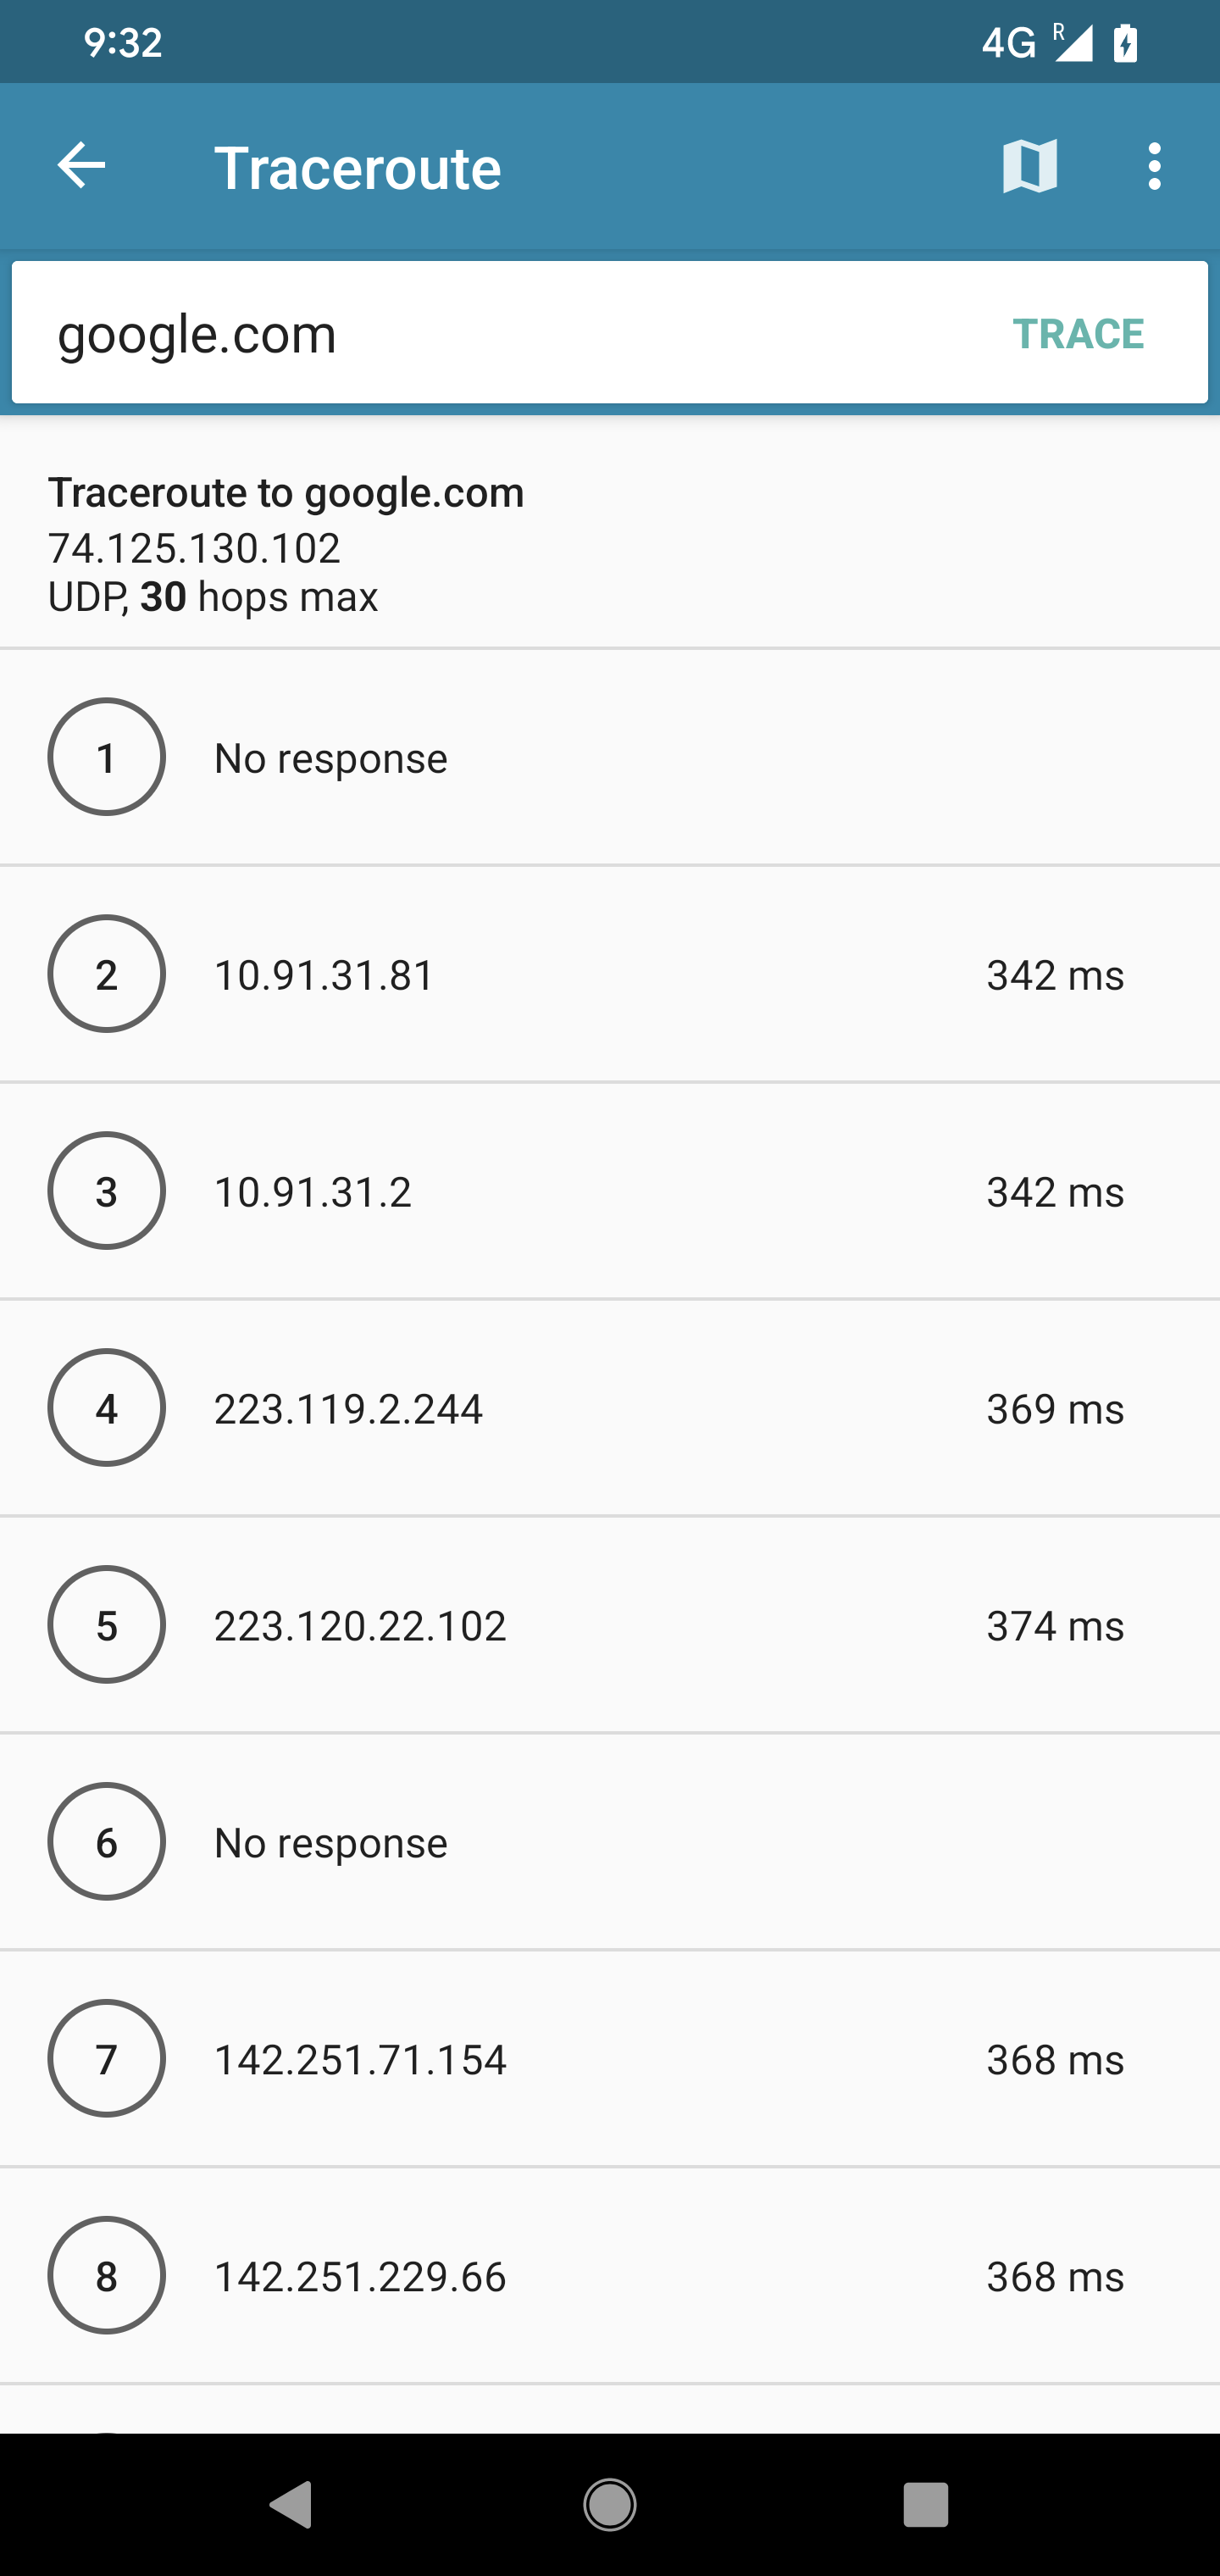 9:32
4G R
Traceroute
google.com TRACE
Traceroute to google.com
74.125.130.102
UDP, 30 hops max
1 No response
2 10.91.31.81 342 ms
3 10.91.31.2 342 ms
4 223.119.2.244 369 ms
5 223.120.22.102 374 ms
6 No response
7 142.251.71.154 368 ms
8 142.251.229.66 368 ms